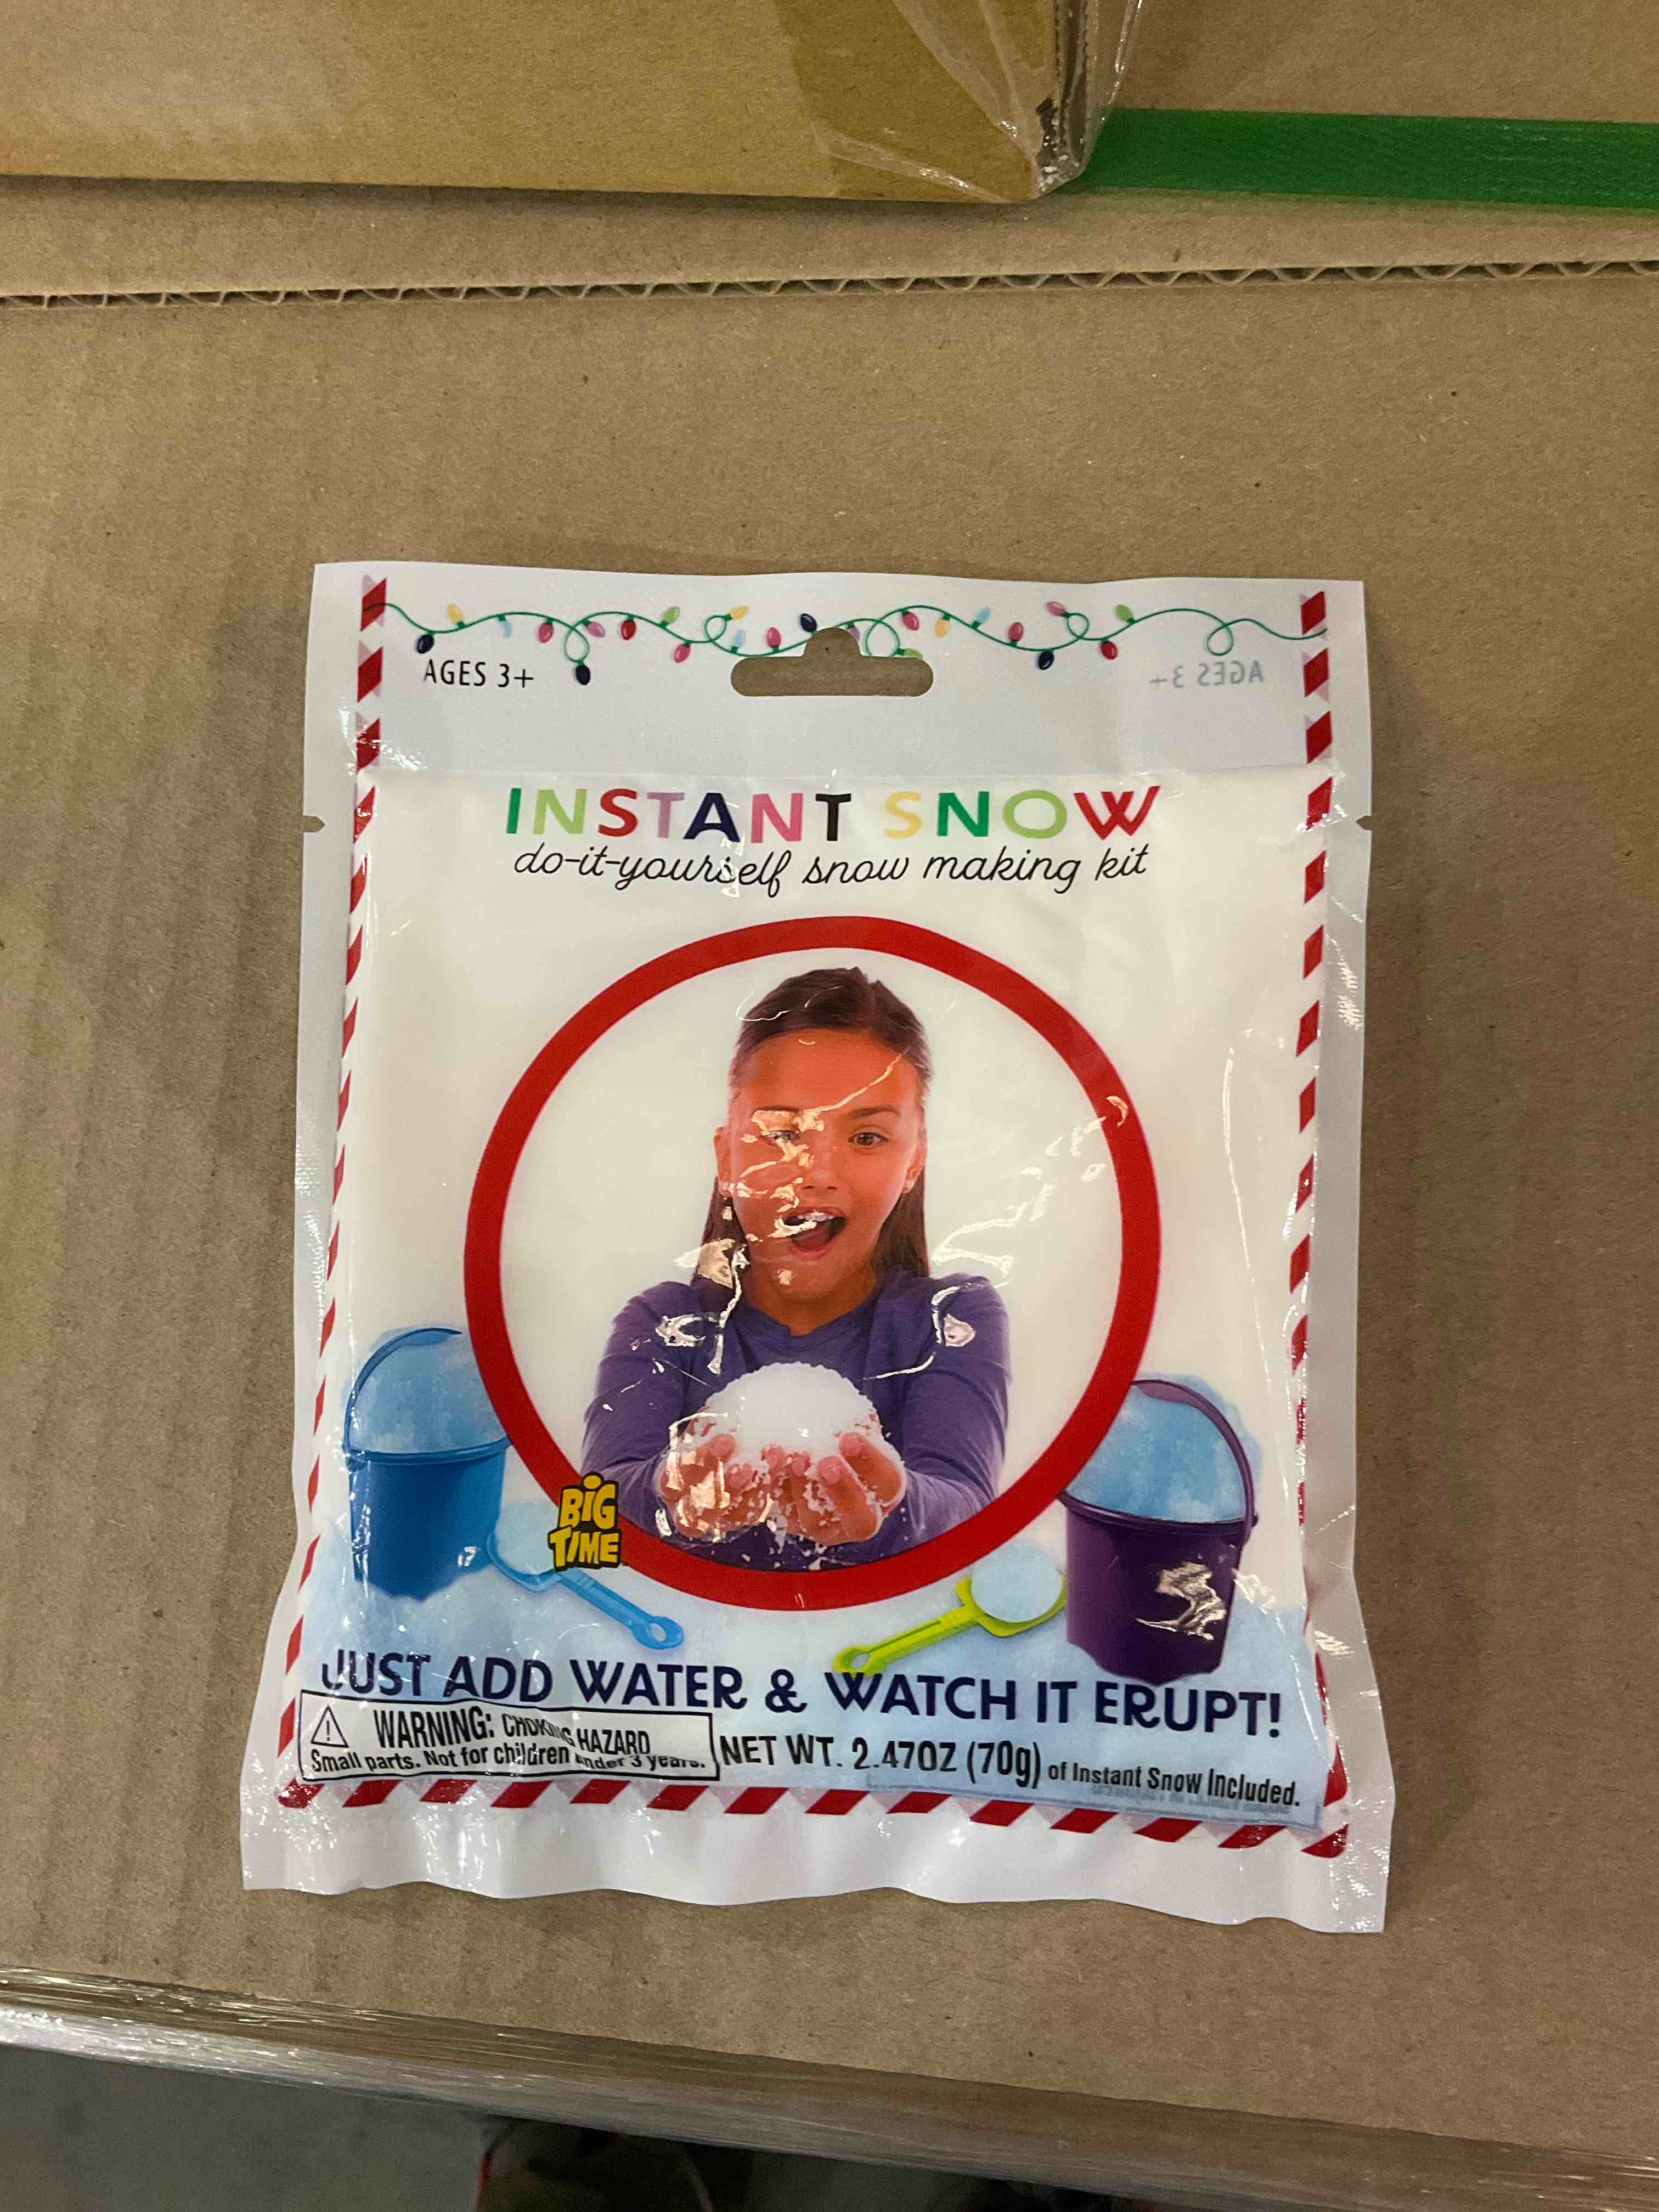 AGES 3+
AGES 3+
INSTANT SNOW
do-it-yourself snow making kit
BIG
TIME
JUST ADD WATER & WATCH IT ERUPT!
WARNING: CHOKING HAZARD
Small parts. Not for children under 3 years.
NET WT. 2.47OZ (70g) of Instant Snow Included.